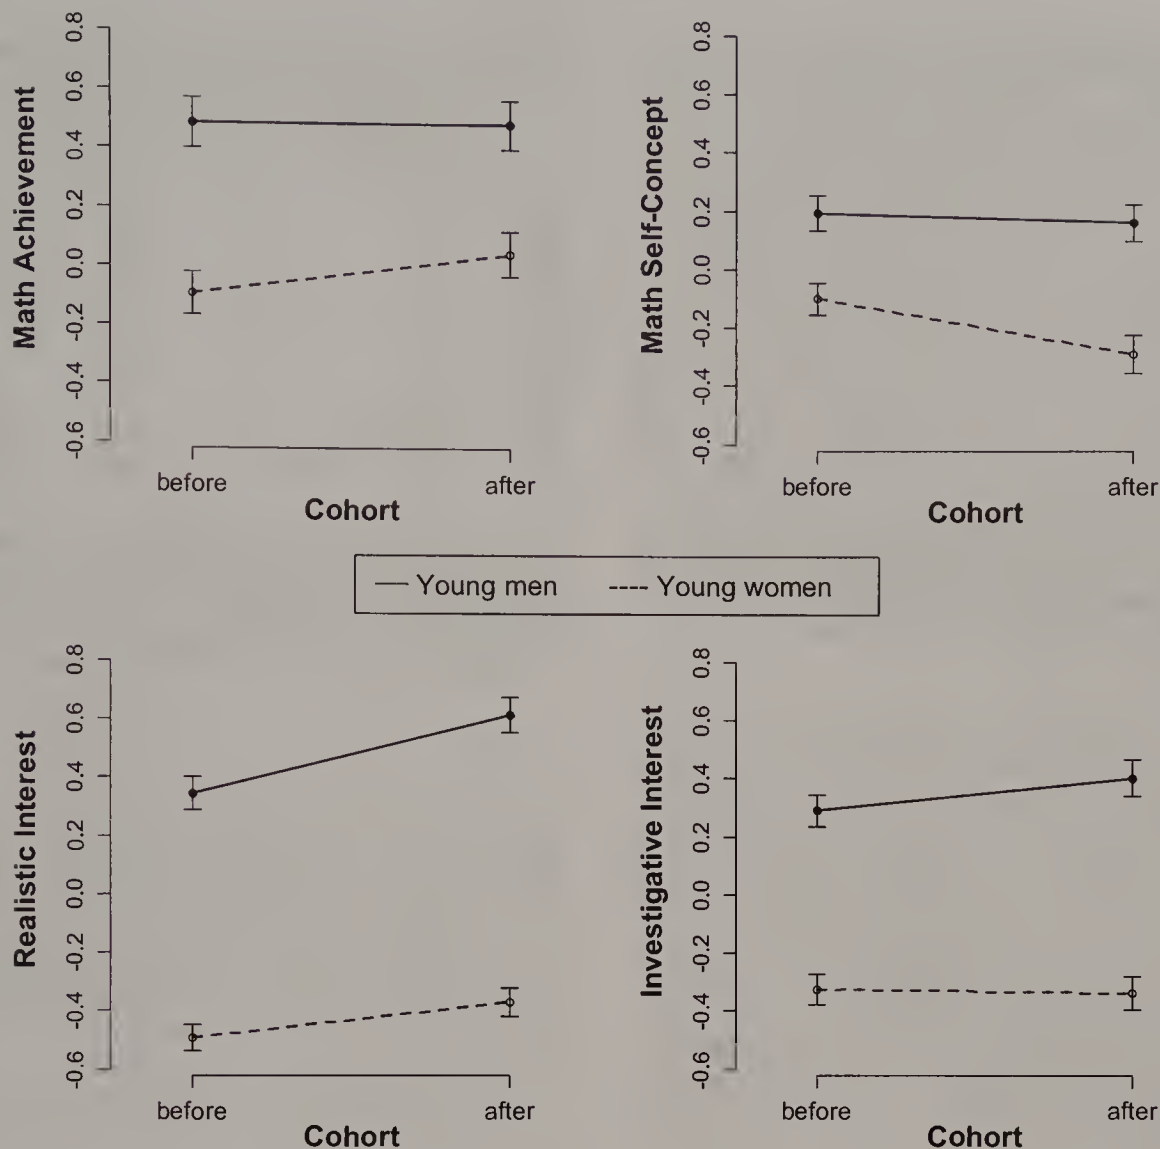 Math Achievement
0.8
0.6
0.4
0.2
0.0
-0.2
-0.4
-0.6
before
after
Cohort
Math Self-Concept
0.8
0.6
0.4
0.2
0.0
-0.2
-0.4
-0.6
before
after
Cohort
Young men
Young women
Realistic Interest
0.8
0.6
0.4
0.2
0.0
-0.2
-0.4
-0.6
before
after
Cohort
Investigative Interest
0.8
0.6
0.4
0.2
0.0
-0.2
-0.4
-0.6
before
after
Cohort